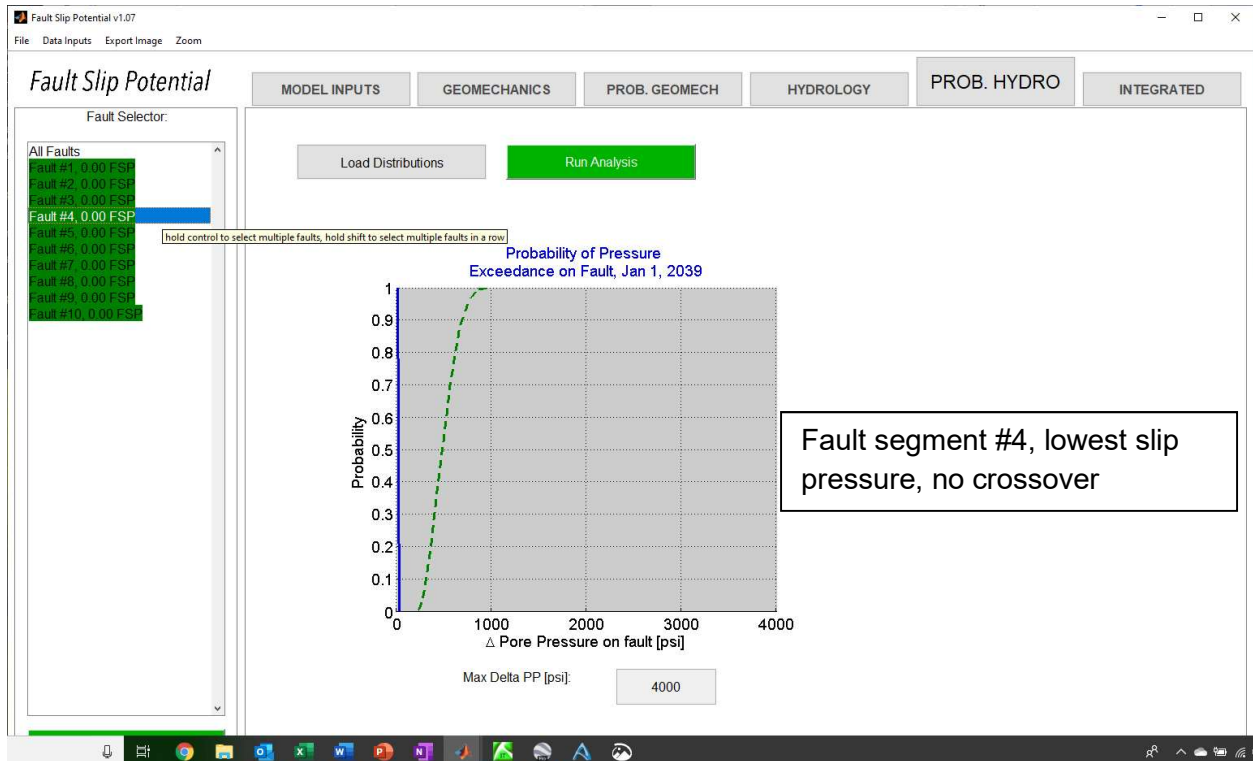 Fault Slip Potential v1.07
File Data Inputs Export Image Zoom
Fault Slip Potential
MODEL INPUTS
GEOMECHANICS
PROB. GEOMECH
HYDROLOGY
PROB. HYDRO
INTEGRATED
Fault Selector:
All Faults
Fault #1, 0.00 FSP
Fault #2, 0.00 FSP
Fault #3, 0.00 FSP
Fault #4, 0.00 FSP
Fault #5, 0.00 FSP
Fault #6, 0.00 FSP
Fault #7, 0.00 FSP
Fault #8, 0.00 FSP
Fault #9, 0.00 FSP
Fault #10, 0.00 FSP
hold control to select multiple faults, hold shift to select multiple faults in a row
Load Distributions
Run Analysis
Probability of Pressure
Exceedance on Fault, Jan 1, 2039
1
0.9
0.8
0.7
0.6
0.5
0.4
0.3
0.2
0.1
0
Probability
0 1000 2000 3000 4000
Δ Pore Pressure on fault [psi]
Max Delta PP [psi]:
4000
Fault segment #4, lowest slip
pressure, no crossover